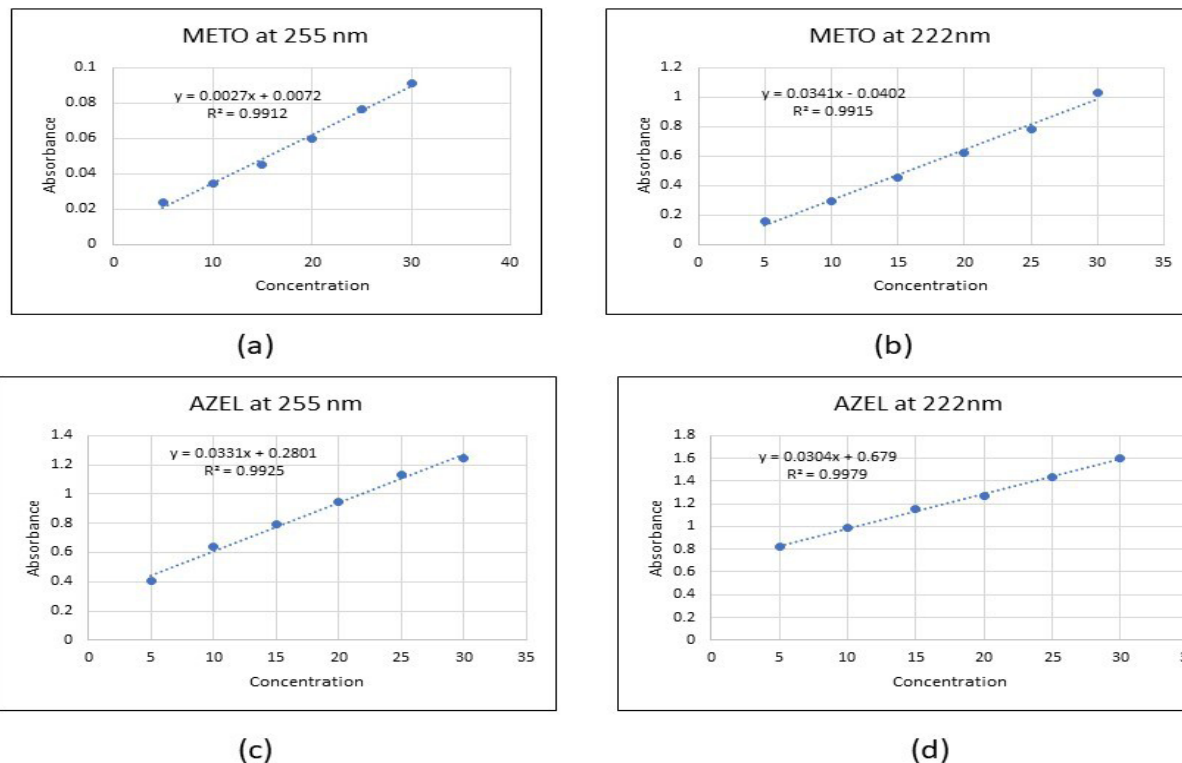 METO at 255 nm
0.1
y = 0.0027x + 0.0072
0.08
R² = 0.9912
0.06
Absorbance
0.04
0.02
0
0 10 20 30 40
Concentration
(a)
METO at 222nm
1.2
y = 0.0341x - 0.0402
1
R² = 0.9915
0.8
0.6
Absorbance
0.4
0.2
0
0 5 10 15 20 25 30 35
Concentration
(b)
AZEL at 255 nm
1.4
y = 0.0331x + 0.2801
1.2
R² = 0.9925
1
0.8
Absorbance
0.6
0.4
0.2
0
0 5 10 15 20 25 30 35
Concentration
(c)
AZEL at 222nm
1.8
y = 0.0304x + 0.679
1.6
R² = 0.9979
1.4
1.2
1
Absorbance
0.8
0.6
0.4
0.2
0
0 5 10 15 20 25 30
Concentration
(d)